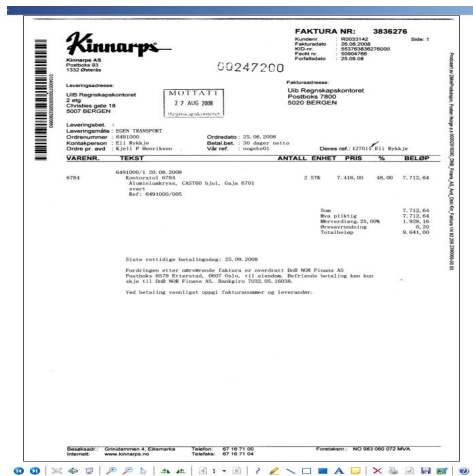 Kinnarps
FAKTURA NR: 3836276
Kundenr. : R0033142 Side: 1
Fakturadato : 26.08.2008
KID-nr. : 553763836276000
Fackt nr. : 50904766
Forfallsdato : 25.09.08
Kinnarps AS
Postboks 93
1332 Østerås
00247200
Leveringsadresse:
UIB Regnskapskontoret
2 etg
Christies gate 18
5007 BERGEN
MOTTATT
27 AUG 2008
Regnskapskontoret
Fakturaadresse:
Uib Regnskapskontoret
Postboks 7800
5020 BERGEN
Leveringsbet. :
Leveringsmåte : EGEN TRANSPORT
Ordrenummer : 6491000 Ordredato : 25.06.2008
Kontaktperson : Eli Rykkje Betal.bet. : 30 dager netto
Ordre pr. avd : Kjell P Henriksen Vår ref. : nogebe01 Deres ref.: 127011 Eli Rykkje
VARENR. TEKST ANTALL ENHET PRIS % BELØP
6491000/1 20.08.2008
6784 Kontorstol 6784 2 STK 7.416,00 48,00 7.712,64
Aluminiumkryss, CAST60 hjul, Gaja 6701
svart
Ref: 6491000/005
Sum 7.712,64
Mva pliktig 7.712,64
Merverdiavg.25,00% 1.928,16
Øresavrunding 0,20
Totalbeløp 9.641,00
Siste rettidige betalingsdag: 25.09.2008
Fordringen etter nærværende faktura er overdratt DnB NOR Finans AS
Postboks 6579 Etterstad, 0607 Oslo, til eiendom. Befriende betaling kan kun
skje til DnB NOR Finans AS. Bankgiro 7032.05.16038.
Ved betaling vennligst oppgi fakturanummer og leverandør.
Besøksadr.: Grinidammen 4, Eiksmarka Telefon: 67 16 71 00 Foretaksnr.: NO 983 060 072 MVA
Internett: www.kinnarps.no Telefaks: 67 16 71 04
1